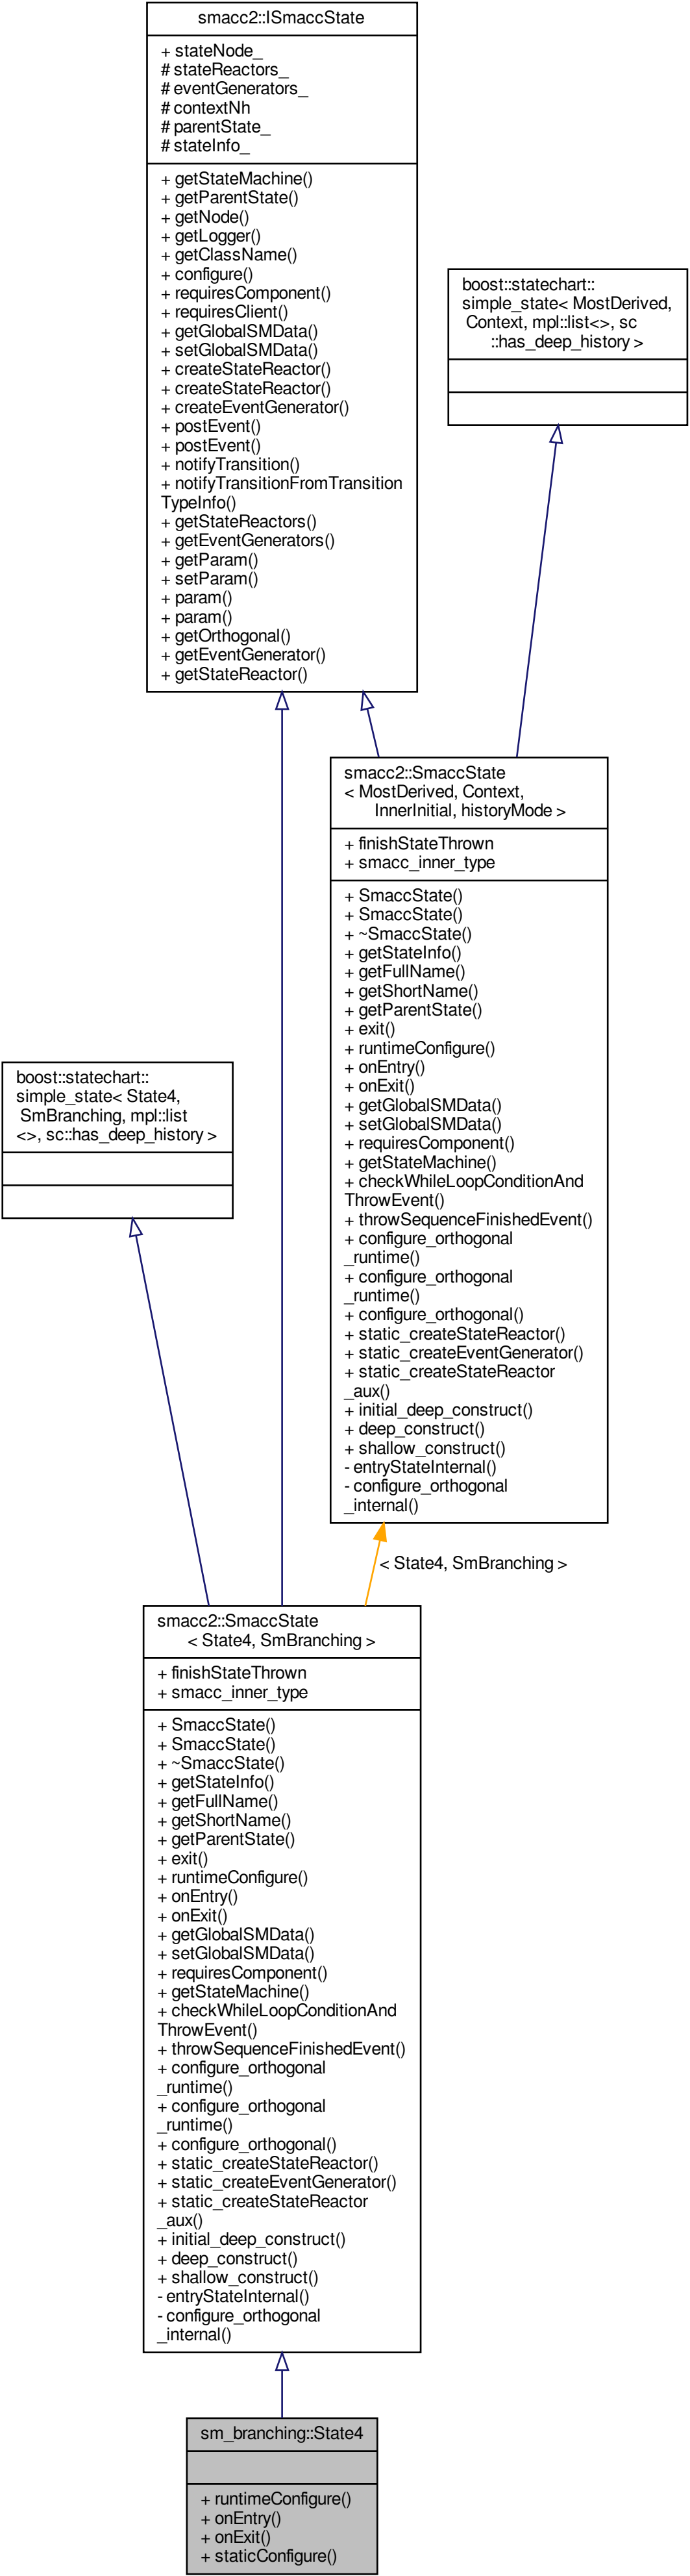 smacc2::ISmaccState
+ stateNode_
# stateReactors_
# eventGenerators_
# contextNh
# parentState_
# stateInfo_
+ getStateMachine()
+ getParentState()
+ getNode()
+ getLogger()
+ getClassName()
+ configure()
+ requiresComponent()
+ requiresClient()
+ getGlobalSMData()
+ setGlobalSMData()
+ createStateReactor()
+ createStateReactor()
+ createEventGenerator()
+ postEvent()
+ postEvent()
+ notifyTransition()
+ notifyTransitionFromTransition
TypeInfo()
+ getStateReactors()
+ getEventGenerators()
+ getParam()
+ setParam()
+ param()
+ param()
+ getOrthogonal()
+ getEventGenerator()
+ getStateReactor()
boost::statechart::
simple_state< MostDerived,
Context, mpl::list<>, sc
::has_deep_history >
smacc2::SmaccState
< MostDerived, Context,
InnerInitial, historyMode >
+ finishStateThrown
+ smacc_inner_type
+ SmaccState()
+ SmaccState()
+ ~SmaccState()
+ getStateInfo()
+ getFullName()
+ getShortName()
+ getParentState()
+ exit()
+ runtimeConfigure()
+ onEntry()
+ onExit()
+ getGlobalSMData()
+ setGlobalSMData()
+ requiresComponent()
+ getStateMachine()
+ checkWhileLoopConditionAnd
ThrowEvent()
+ throwSequenceFinishedEvent()
+ configure_orthogonal
_runtime()
+ configure_orthogonal
_runtime()
+ configure_orthogonal()
+ static_createStateReactor()
+ static_createEventGenerator()
+ static_createStateReactor
_aux()
+ initial_deep_construct()
+ deep_construct()
+ shallow_construct()
- entryStateInternal()
- configure_orthogonal
_internal()
boost::statechart::
simple_state< State4,
SmBranching, mpl::list
<>, sc::has_deep_history >
< State4, SmBranching >
smacc2::SmaccState
< State4, SmBranching >
+ finishStateThrown
+ smacc_inner_type
+ SmaccState()
+ SmaccState()
+ ~SmaccState()
+ getStateInfo()
+ getFullName()
+ getShortName()
+ getParentState()
+ exit()
+ runtimeConfigure()
+ onEntry()
+ onExit()
+ getGlobalSMData()
+ setGlobalSMData()
+ requiresComponent()
+ getStateMachine()
+ checkWhileLoopConditionAnd
ThrowEvent()
+ throwSequenceFinishedEvent()
+ configure_orthogonal
_runtime()
+ configure_orthogonal
_runtime()
+ configure_orthogonal()
+ static_createStateReactor()
+ static_createEventGenerator()
+ static_createStateReactor
_aux()
+ initial_deep_construct()
+ deep_construct()
+ shallow_construct()
- entryStateInternal()
- configure_orthogonal
_internal()
sm_branching::State4
+ runtimeConfigure()
+ onEntry()
+ onExit()
+ staticConfigure()